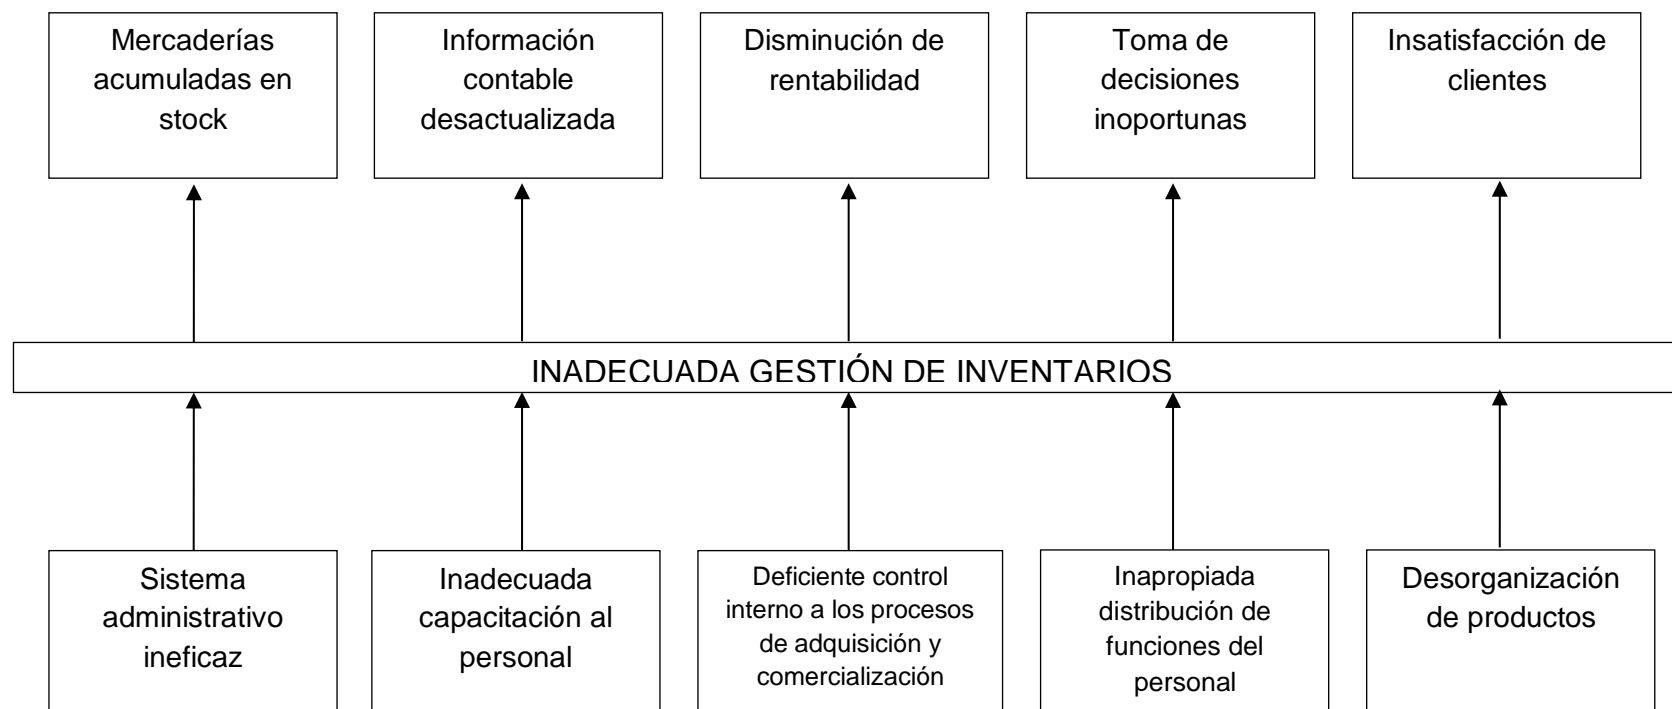 Mercaderías
acumuladas en
stock
Información
contable
desactualizada
Disminución de
rentabilidad
Toma de
decisiones
inoportunas
Insatisfacción de
clientes
INADECUADA GESTIÓN DE INVENTARIOS
Sistema
administrativo
ineficaz
Inadecuada
capacitación al
personal
Deficiente control
interno a los procesos
de adquisición y
comercialización
Inapropiada
distribución de
funciones del
personal
Desorganización
de productos